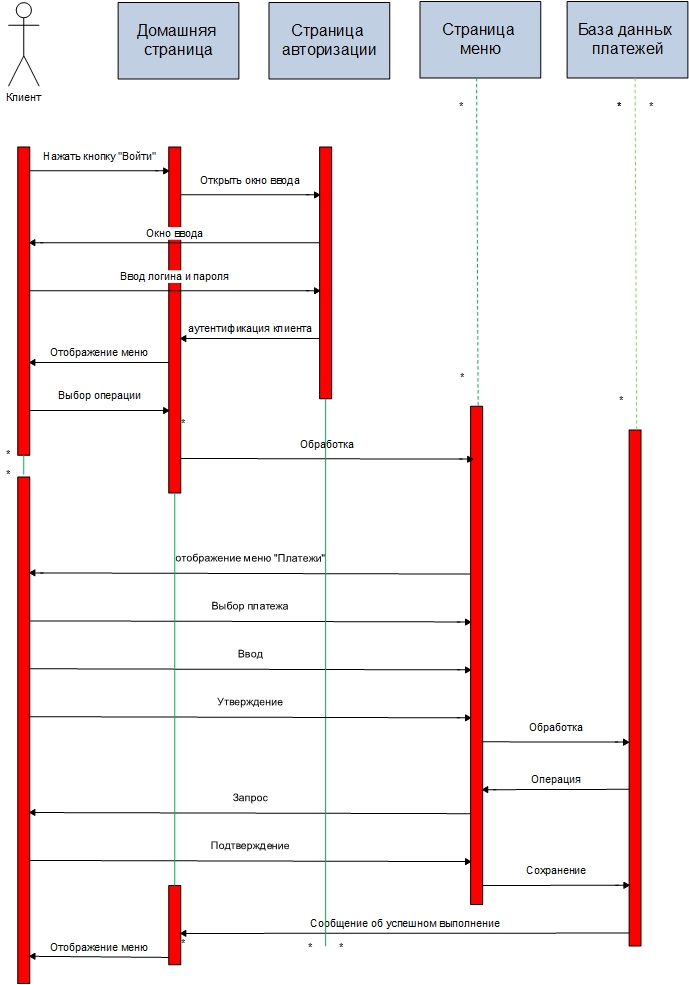 Домашняя
страница
Страница
авторизации
Страница
меню
База данных
платежей
Клиент
*
* *
Нажать кнопку "Войти"
Открыть окно ввода
Окно ввода
Ввод логина и пароля
аутентификация клиента
Отображение меню
*
Выбор операции
*
*
Обработка
*
*
отображение меню "Платежи"
Выбор платежа
Ввод
Утверждение
Обработка
Операция
Запрос
Подтверждение
Сохранение
Сообщение об успешном выполнение
Отображение меню
*
* *